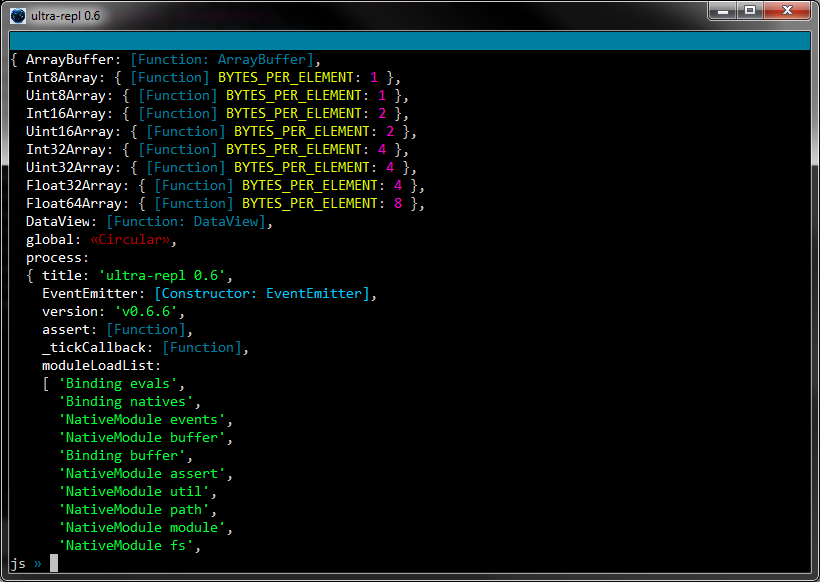 ultra-repl 0.6
{ ArrayBuffer: [Function: ArrayBuffer],
Int8Array: { [Function] BYTES_PER_ELEMENT: 1 },
Uint8Array: { [Function] BYTES_PER_ELEMENT: 1 },
Int16Array: { [Function] BYTES_PER_ELEMENT: 2 },
Uint16Array: { [Function] BYTES_PER_ELEMENT: 2 },
Int32Array: { [Function] BYTES_PER_ELEMENT: 4 },
Uint32Array: { [Function] BYTES_PER_ELEMENT: 4 },
Float32Array: { [Function] BYTES_PER_ELEMENT: 4 },
Float64Array: { [Function] BYTES_PER_ELEMENT: 8 },
DataView: [Function: DataView],
global: «Circular»,
process:
{ title: 'ultra-repl 0.6',
EventEmitter: [Constructor: EventEmitter],
version: 'v0.6.6',
assert: [Function],
_tickCallback: [Function],
moduleLoadList:
[ 'Binding evals',
'Binding natives',
'NativeModule events',
'NativeModule buffer',
'Binding buffer',
'NativeModule assert',
'NativeModule util',
'NativeModule path',
'NativeModule module',
'NativeModule fs',
js »